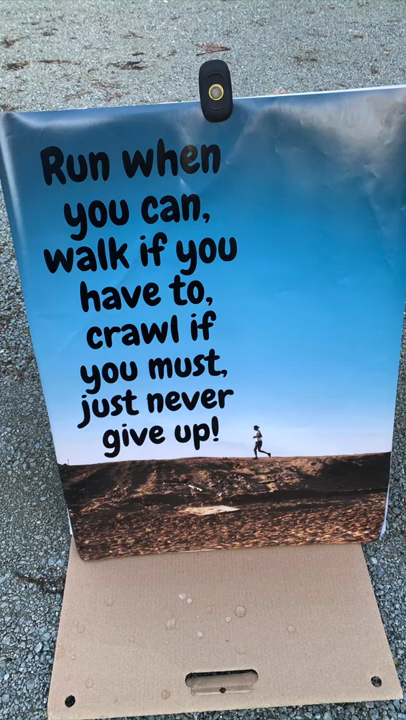 Run when
you can,
walk if you
have to,
crawl if
you must,
just never
give up!